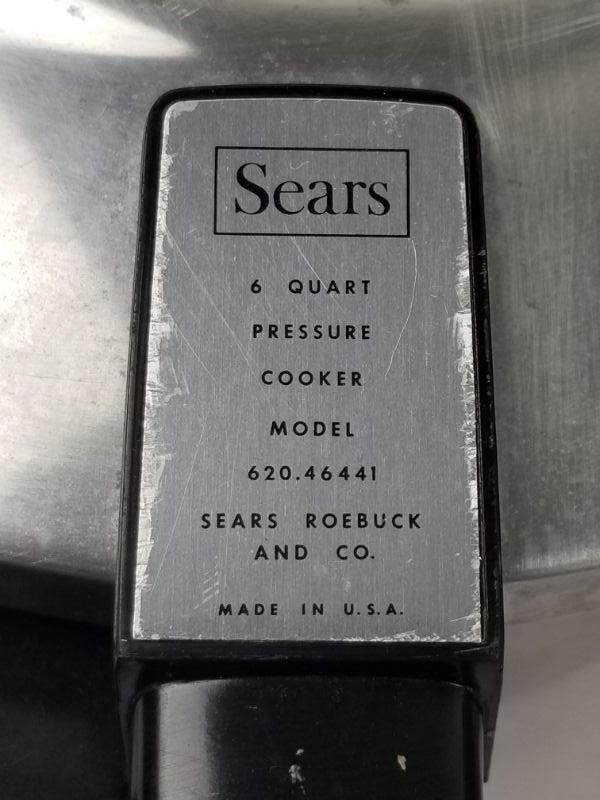 Sears
6 QUART
PRESSURE
COOKER
MODEL
620.46441
SEARS ROEBUCK
AND CO.
MADE IN U.S.A.